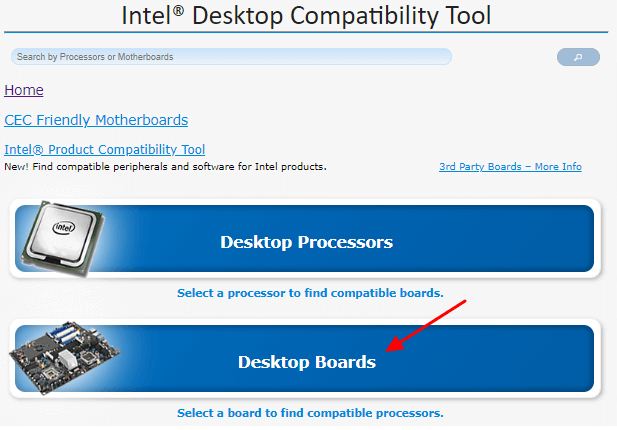 Intel® Desktop Compatibility Tool
Search by Processors or Motherboards
Home
CEC Friendly Motherboards
Intel® Product Compatibility Tool
New! Find compatible peripherals and software for Intel products.
3rd Party Boards – More Info
intel
Desktop Processors
Select a processor to find compatible boards.
Desktop Boards
Select a board to find compatible processors.